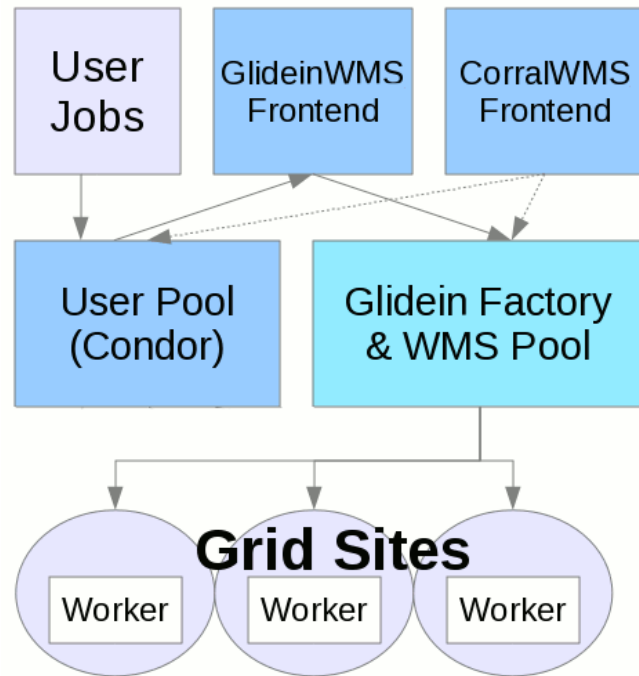 User
Jobs
GlideinWMS
Frontend
CorralWMS
Frontend
User Pool
(Condor)
Glidein Factory
& WMS Pool
Grid Sites
Worker
Worker
Worker